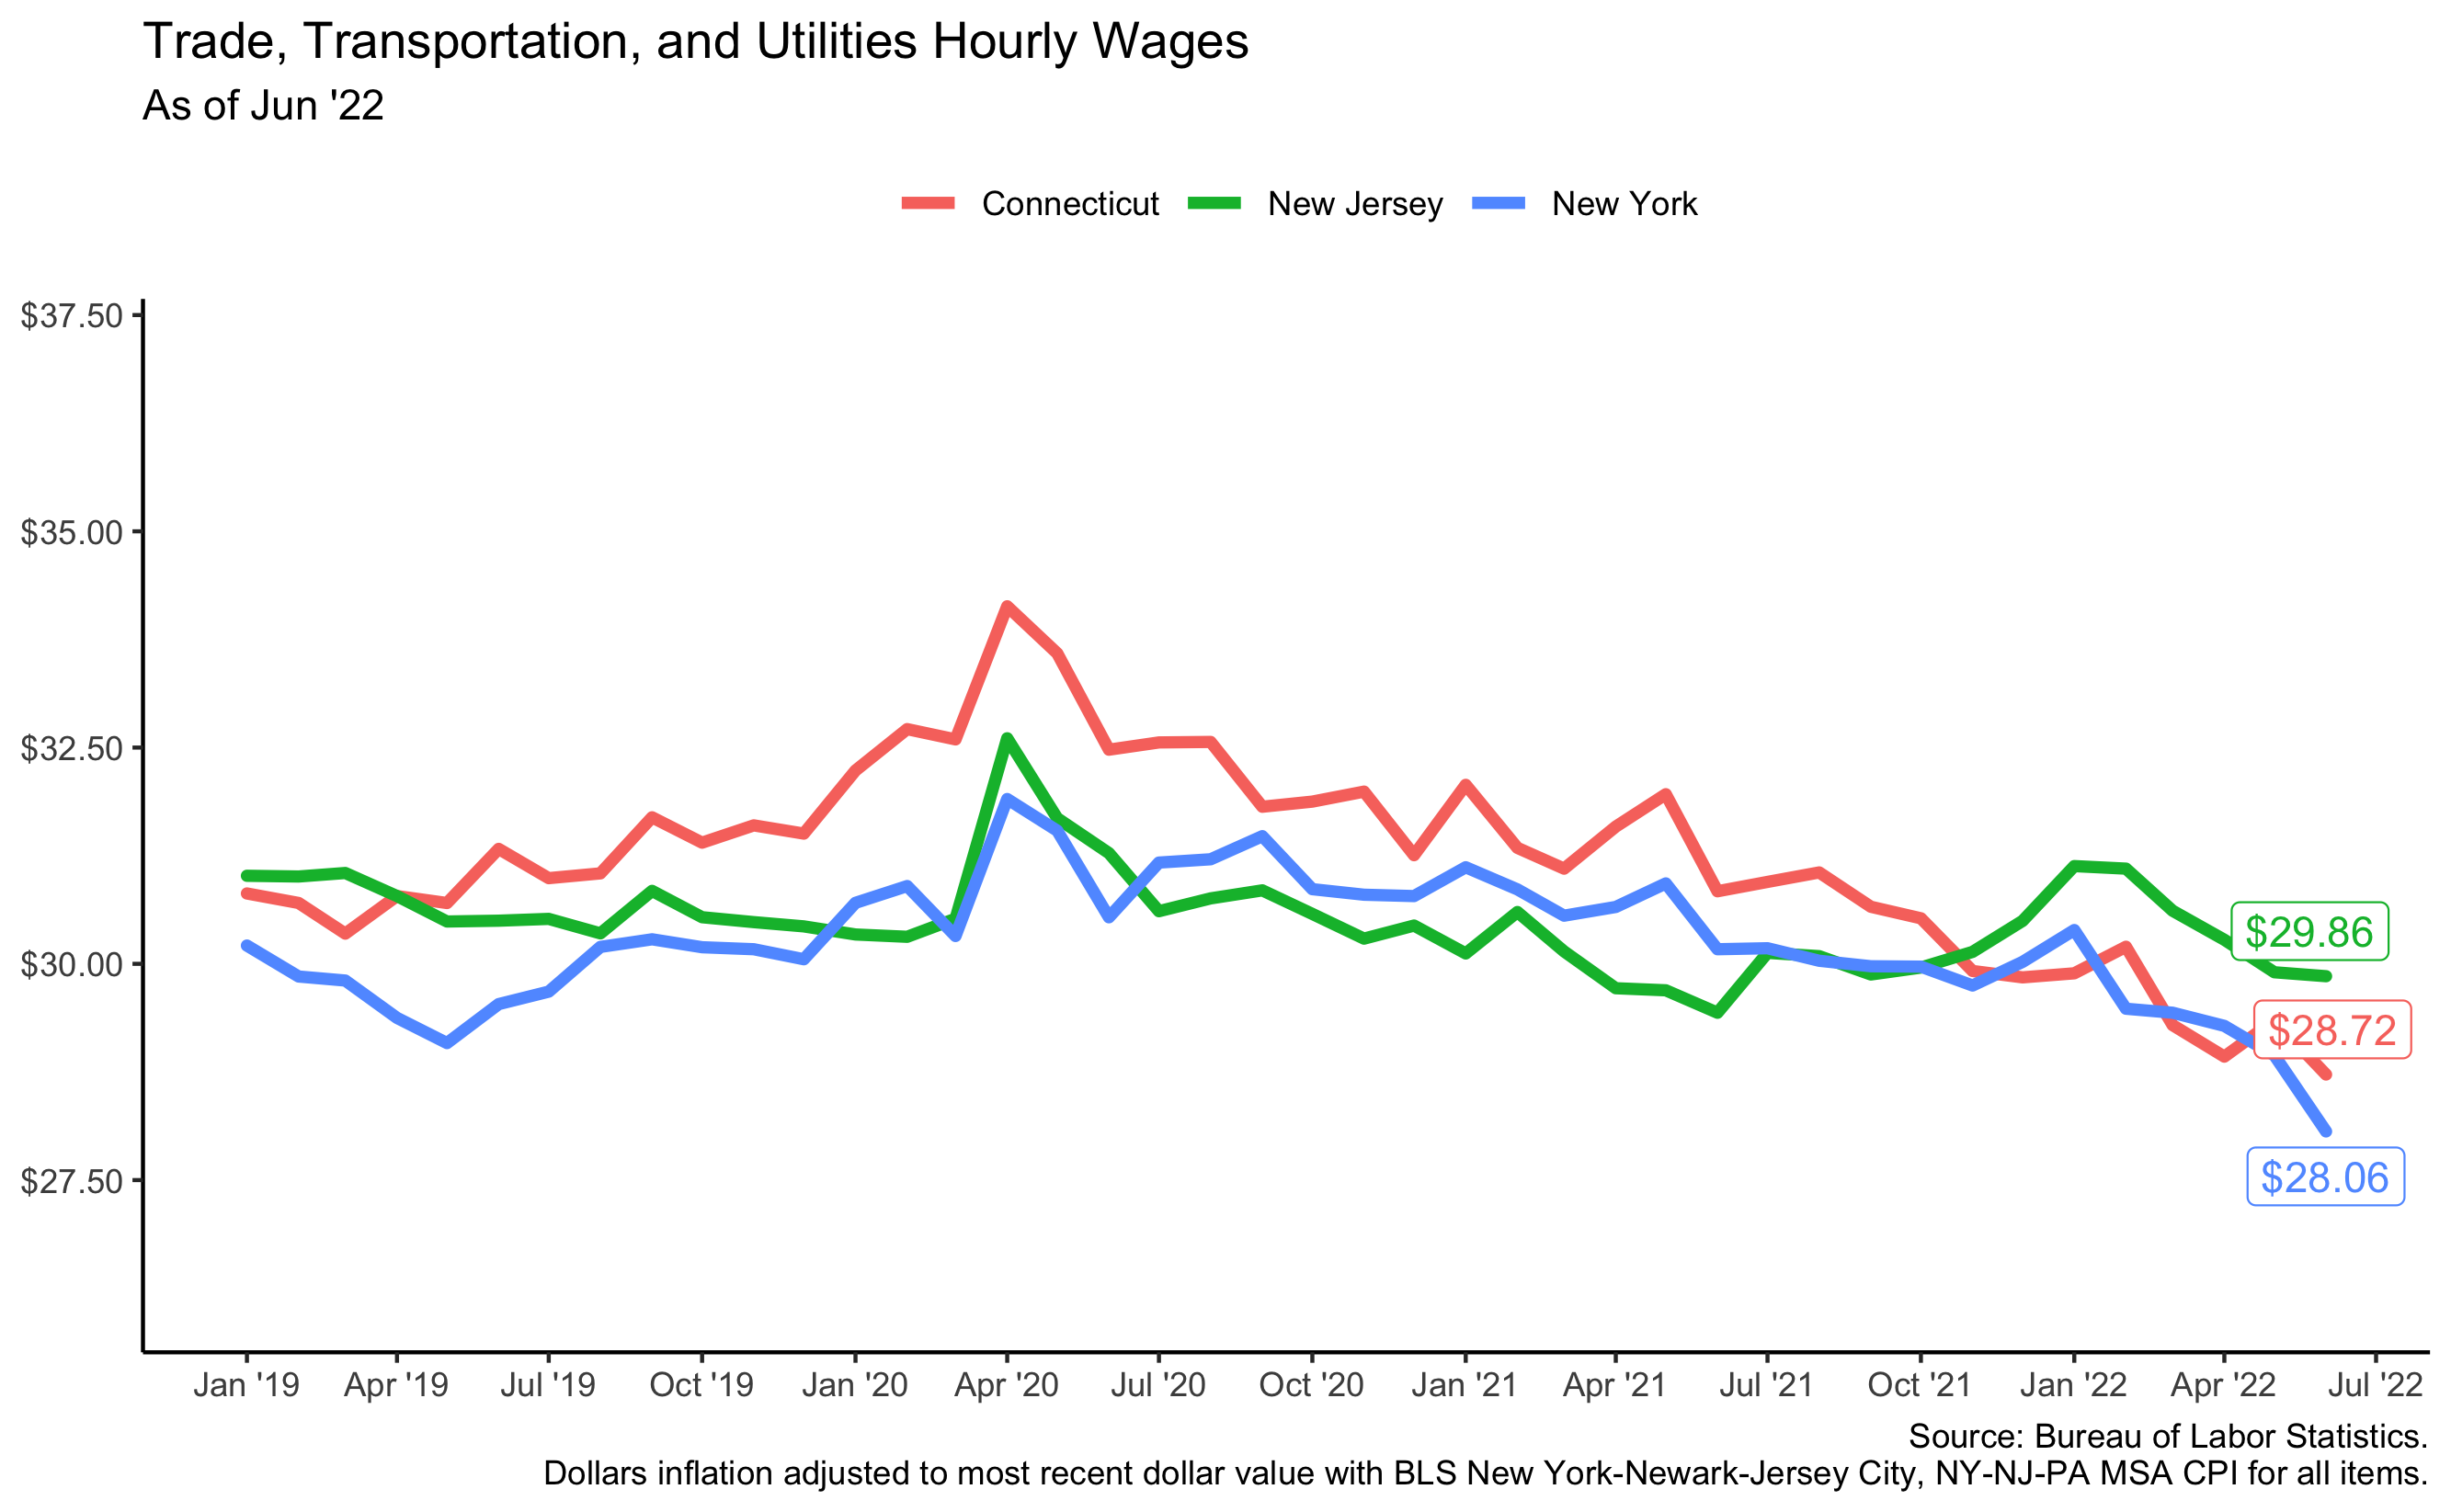 Trade, Transportation, and Utilities Hourly Wages
As of Jun '22
Connecticut New Jersey New York
$37.50
$35.00
$32.50
$30.00
$27.50
$29.86
$28.72
$28.06
Jan '19 Apr '19 Jul '19 Oct '19 Jan '20 Apr '20 Jul '20 Oct '20 Jan '21 Apr '21 Jul '21 Oct '21 Jan '22 Apr '22 Jul '22
Source: Bureau of Labor Statistics.
Dollars inflation adjusted to most recent dollar value with BLS New York-Newark-Jersey City, NY-NJ-PA MSA CPI for all items.